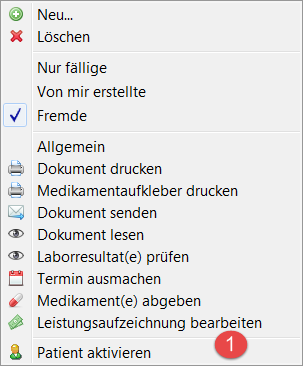 Neu...
Löschen
Nur fällige
Von mir erstellte
Fremde
Allgemein
Dokument drucken
Medikamentaufkleber drucken
Dokument senden
Dokument lesen
Laborresultat(e) prüfen
Termin ausmachen
Medikament(e) abgeben
Leistungsaufzeichnung bearbeiten
1
Patient aktivieren